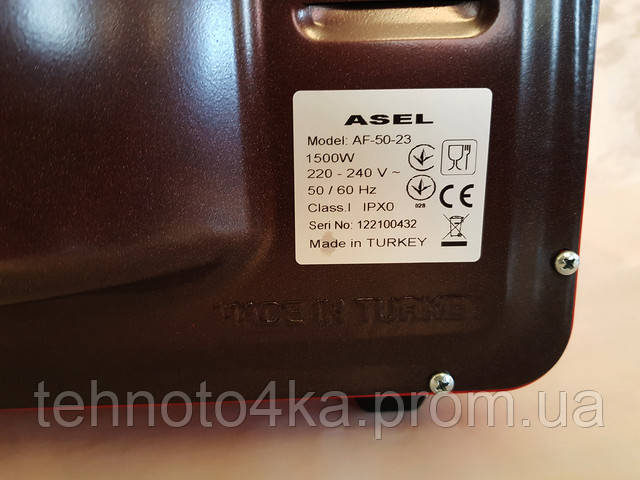 ASEL
Model: AF-50-23
1500W
220 - 240 V ~
50 / 60 Hz
Class.I IPX0
028
CE
Seri No: 122100432
Made in TURKEY
MADE IN TURKEY
tehnoto4ka.prom.ua